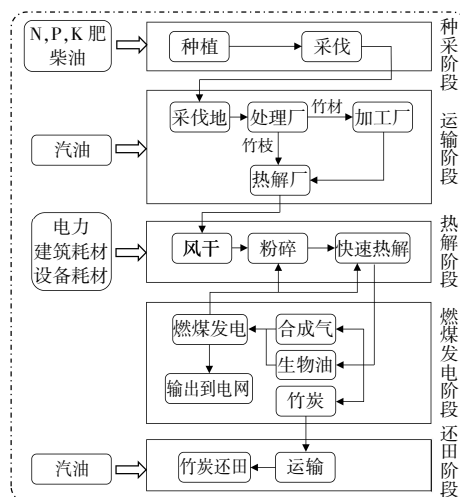 N,P,K 肥
柴油
种植
采伐
种采阶段
汽油
采伐地
处理厂
竹材
加工厂
竹枝
热解厂
运输阶段
电力
建筑耗材
设备耗材
风干
粉碎
快速热解
热解阶段
燃煤发电
合成气
生物油
输出到电网
竹炭
燃煤发电阶段
汽油
竹炭还田
运输
还田阶段